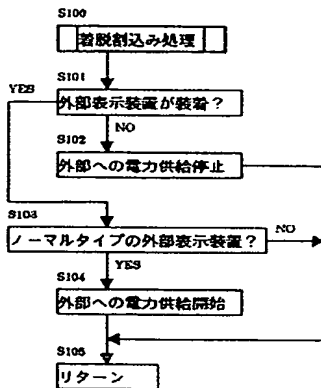 S100
着脱割込み処理
S101
YES
外部表示装置が装着?
NO
S102
外部への電力供給停止
S103
ノーマルタイプの外部表示装置?
NO
YES
S104
外部への電力供給開始
S105
リターン